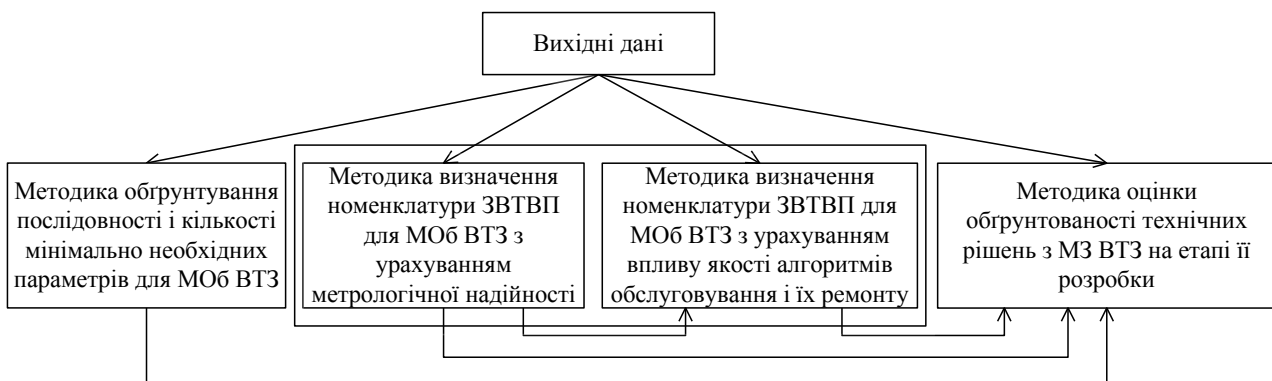 Вихідні дані
Методика обґрунтування
послідовності і кількості
мінімально необхідних
параметрів для МОб ВТЗ
Методика визначення
номенклатури ЗВТВП
для МОб ВТЗ з
урахуванням
метрологічної надійності
Методика визначення
номенклатури ЗВТВП для
МОб ВТЗ з урахуванням
впливу якості алгоритмів
обслуговування і їх ремонту
Методика оцінки
обґрунтованості технічних
рішень з МЗ ВТЗ на етапі її
розробки